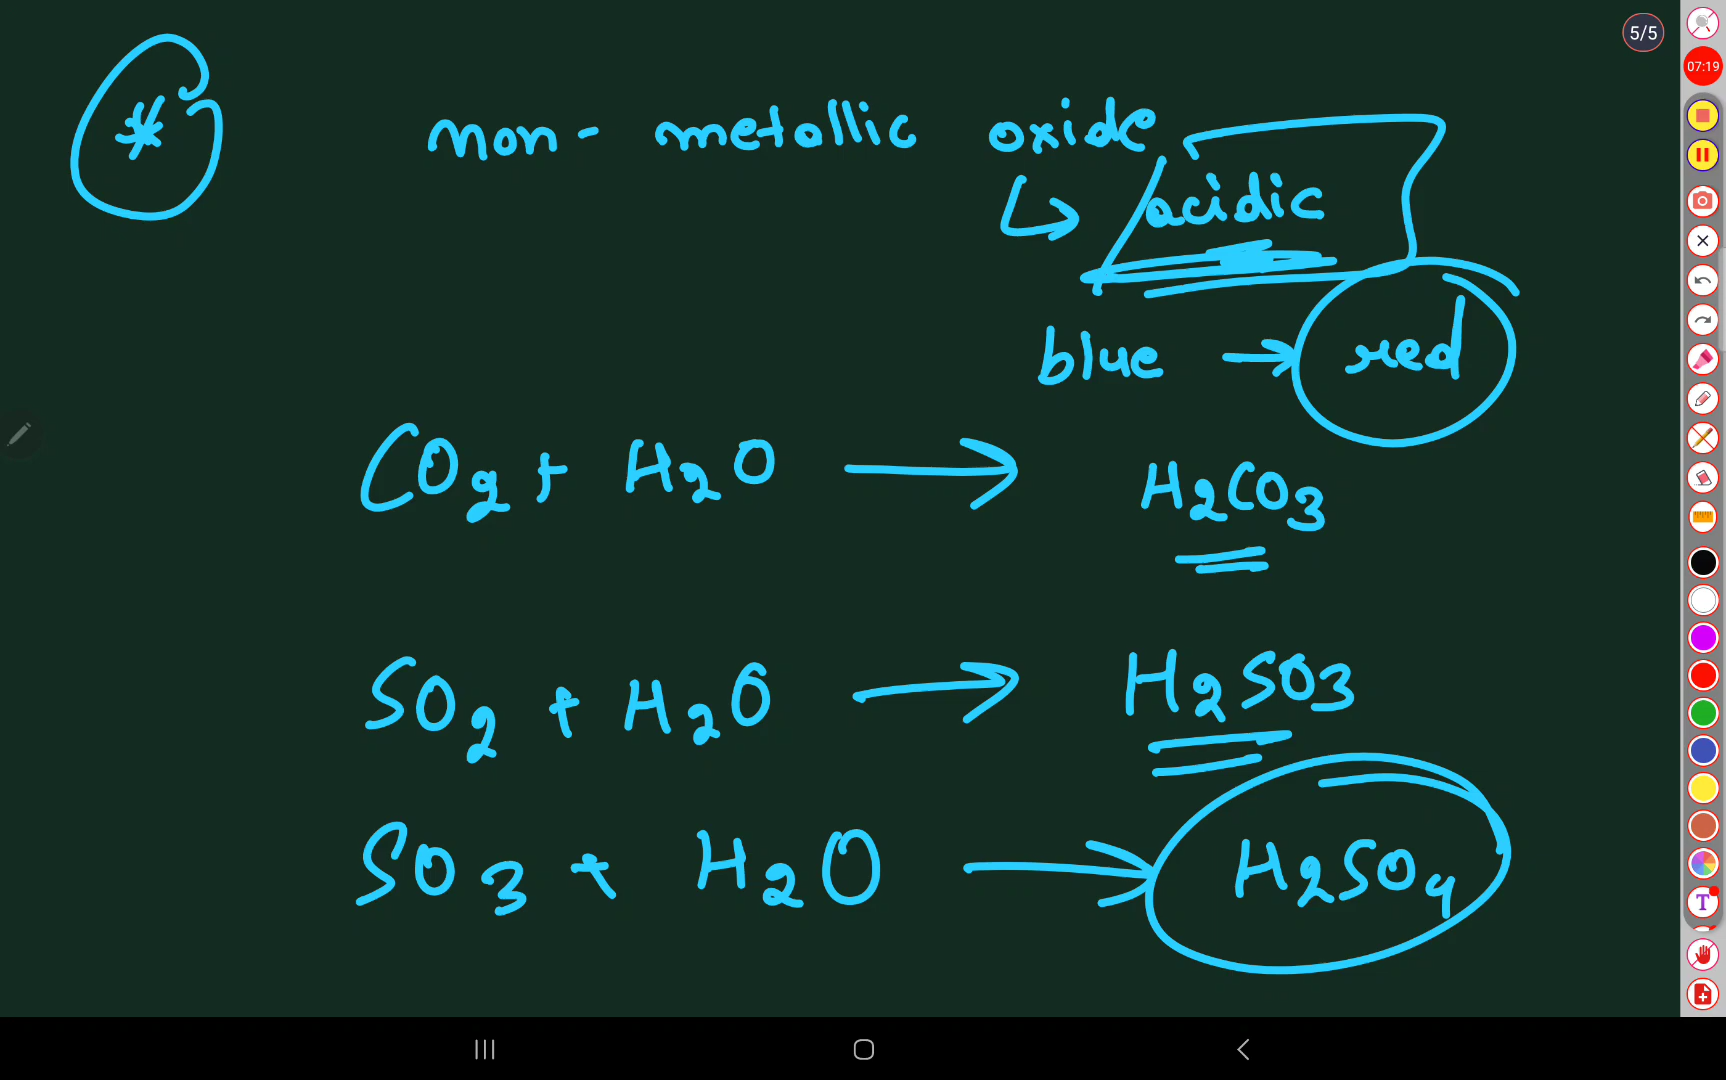 5/5
07:19
* non-metallic oxide
↳ acidic
blue → red
CO2 + H2O → H2CO3
SO2 + H2O → H2SO3
SO3 + H2O → H2SO4
T